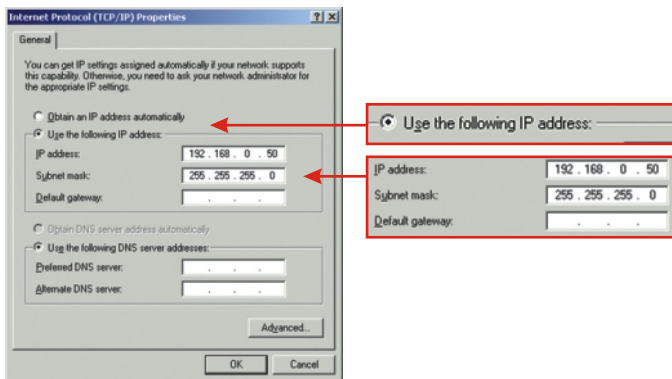 Internet Protocol (TCP/IP) Properties
General
You can get IP settings assigned automatically if your network supports
this capability. Otherwise, you need to ask your network administrator for
the appropriate IP settings.
Obtain an IP address automatically
Use the following IP address:
IP address: 192 . 168 . 0 . 50
Subnet mask: 255 . 255 . 255 . 0
Default gateway: . . .
Obtain DNS server address automatically
Use the following DNS server addresses:
Preferred DNS server: . . .
Alternate DNS server: . . .
Advanced...
OK Cancel
Use the following IP address:
IP address: 192 . 168 . 0 . 50
Subnet mask: 255 . 255 . 255 . 0
Default gateway: . . .